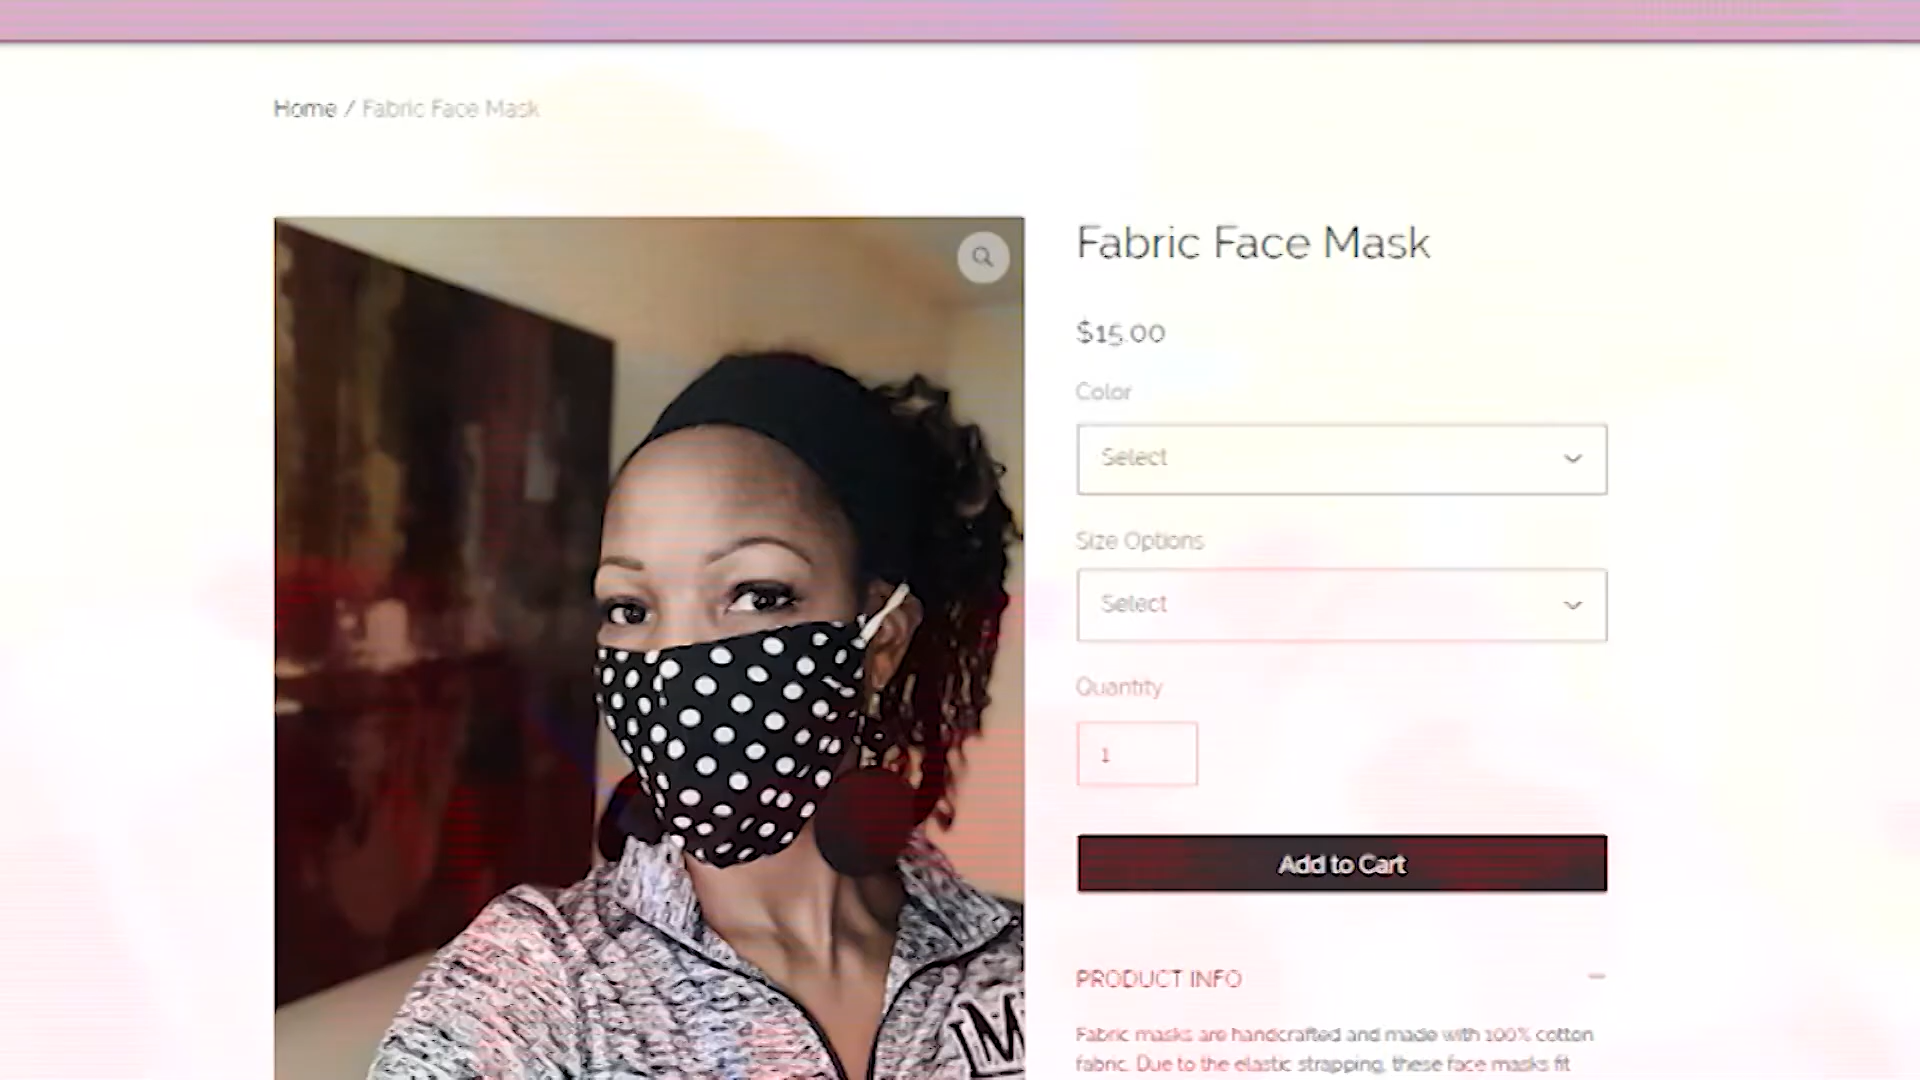 Home / Fabric Face Mask
Fabric Face Mask
$15.00
Color
Select
Size Options
Select
Quantity
1
Add to Cart
PRODUCT INFO
Fabric masks are handcrafted and made with 100% cotton
fabric. Due to the elastic strapping, these face masks fit
IM